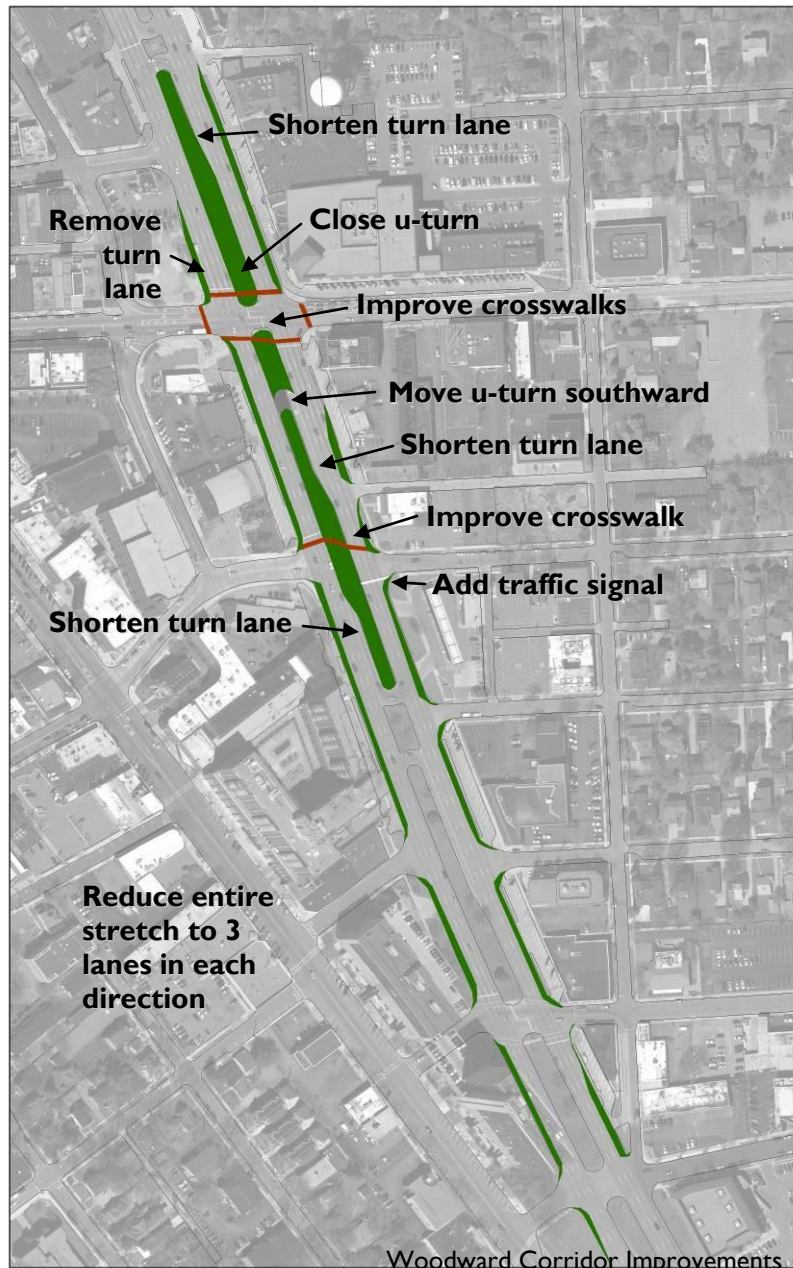 Shorten turn lane
Remove
turn
lane
Close u-turn
Improve crosswalks
Move u-turn southward
Shorten turn lane
Improve crosswalk
Add traffic signal
Shorten turn lane
Reduce entire
stretch to 3
lanes in each
direction
Woodward Corridor Improvements